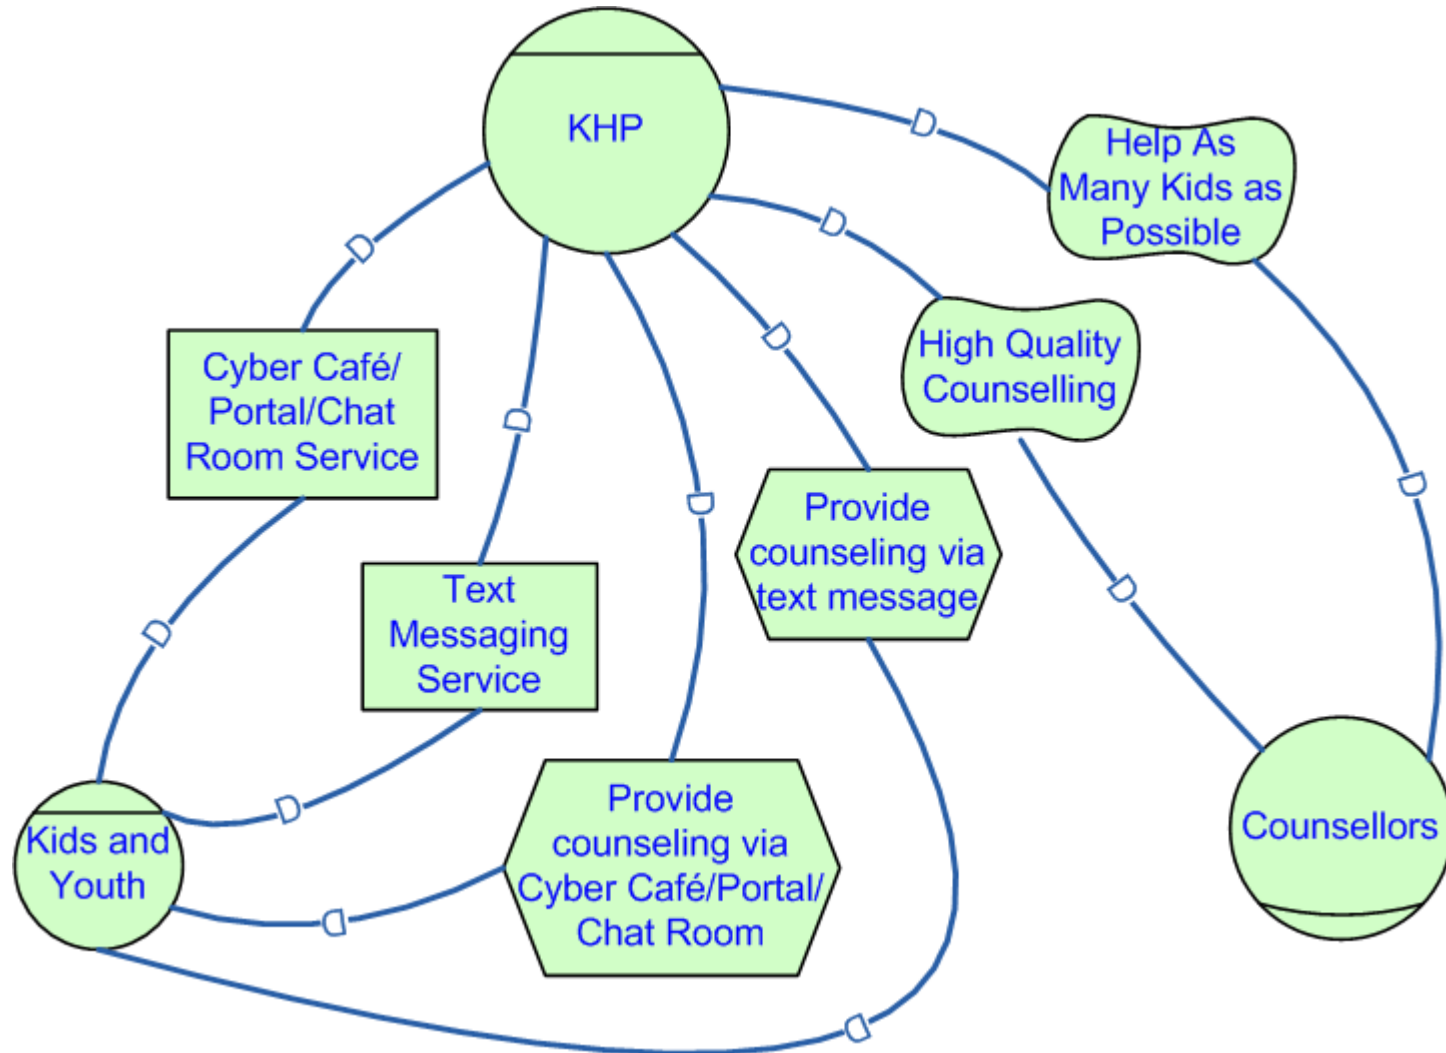 KHP
Help As
Many Kids as
Possible
High Quality
Counselling
Cyber Café/
Portal/Chat
Room Service
Provide
counseling via
text message
Text
Messaging
Service
Provide
counseling via
Cyber Café/Portal/
Chat Room
Kids and
Youth
Counsellors